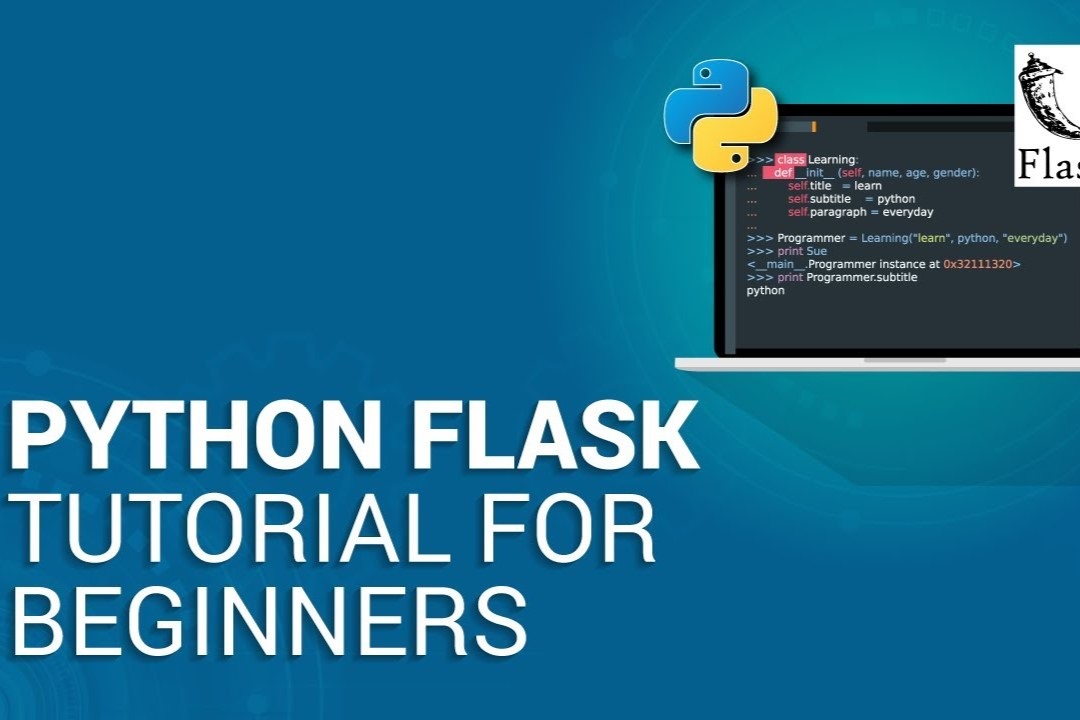 Flas
>>> class Learning:
... def __init__ (self, name, age, gender):
... self.title = learn
... self.subtitle = python
... self.paragraph = everyday
...
>>> Programmer = Learning("learn", python, "everyday")
>>> print Sue
<__main__.Programmer instance at 0x32111320>
>>> print Programmer.subtitle
python
PYTHON FLASK
TUTORIAL FOR
BEGINNERS